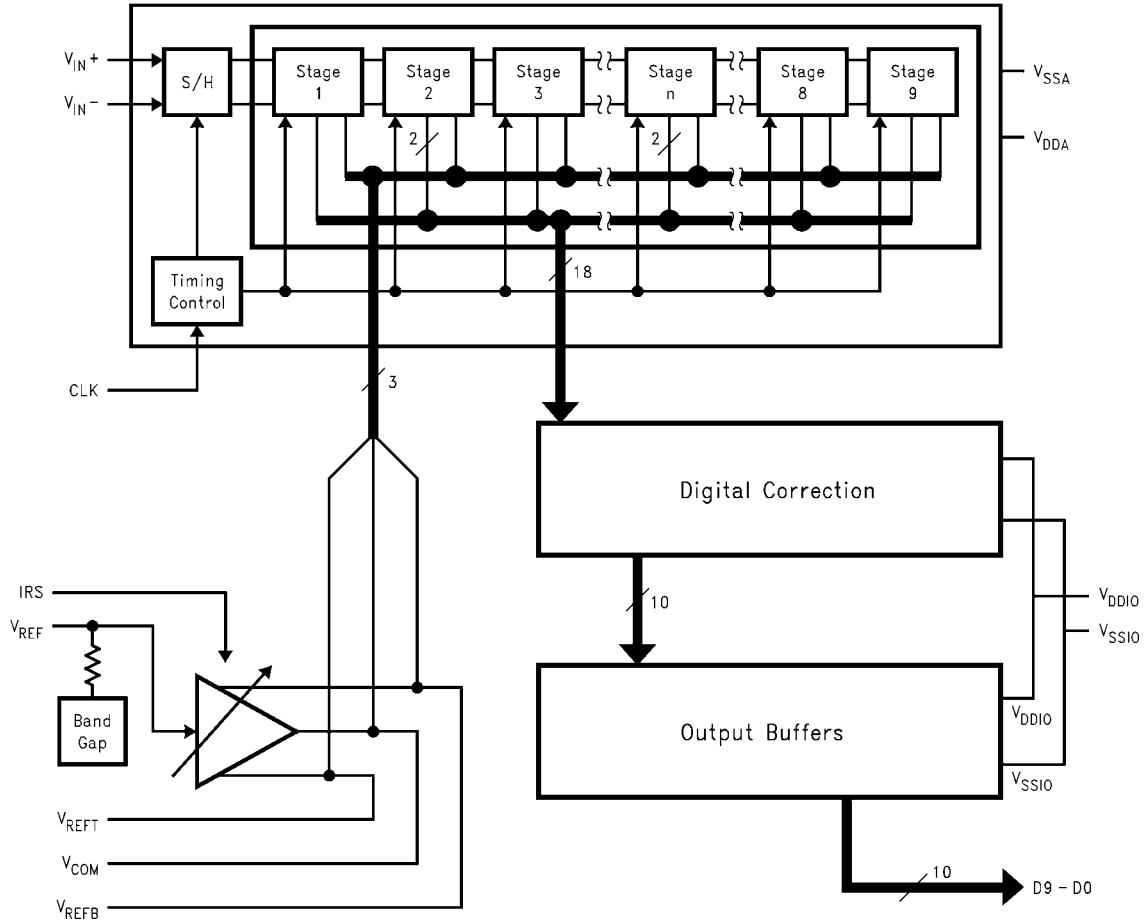 V_IN+
V_IN−
S/H
Stage
1
Stage
2
Stage
3
Stage
n
Stage
8
Stage
9
V_SSA
V_DDA
2
2
Timing
Control
18
CLK
3
Digital Correction
IRS
V_REF
10
V_DDIO
V_SSIO
Band
Gap
Output Buffers
V_DDIO
V_SSIO
V_REFT
V_COM
V_REFB
10
D9 - D0